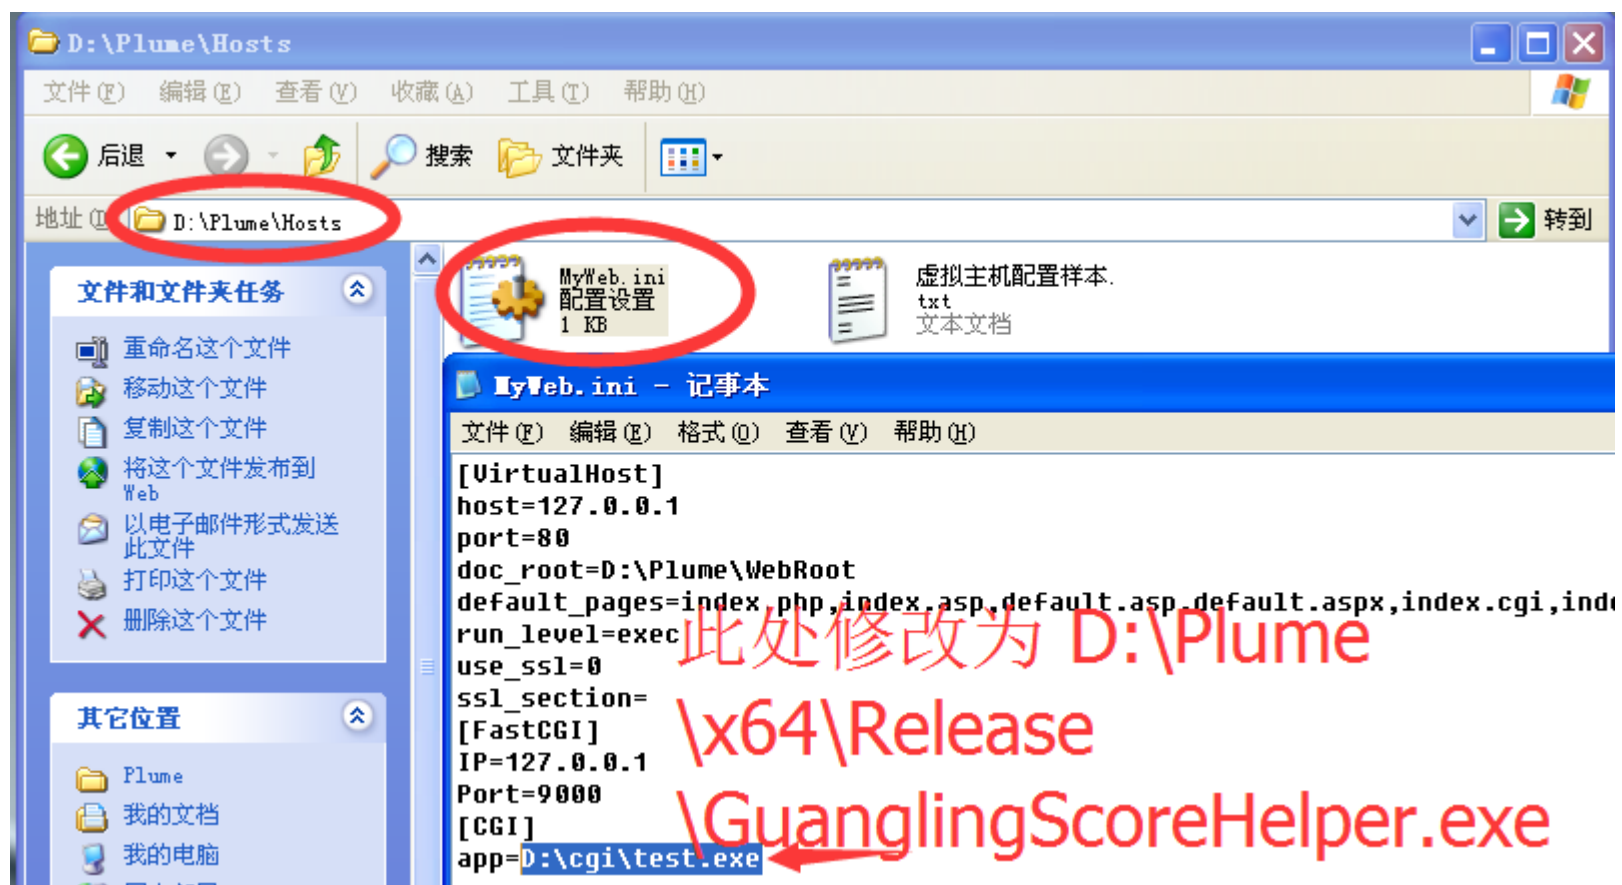 D:\Plume\Hosts
文件(F) 编辑(E) 查看(V) 收藏(A) 工具(T) 帮助(H)
后退 搜索 文件夹
地址 D:\Plume\Hosts 转到
文件和文件夹任务
重命名这个文件
移动这个文件
复制这个文件
将这个文件发布到
Web
以电子邮件形式发送
此文件
打印这个文件
删除这个文件
其它位置
Plume
我的文档
我的电脑
MyWeb.ini
配置设置
1 KB
虚拟主机配置样本.
txt
文本文档
MyWeb.ini - 记事本
文件(F) 编辑(E) 格式(O) 查看(V) 帮助(H)
[VirtualHost]
host=127.0.0.1
port=80
doc_root=D:\Plume\WebRoot
default_pages=index.php,index.asp,default.asp,default.aspx,index.cgi,
run_level=exec
use_ssl=0
ssl_section=
[FastCGI]
IP=127.0.0.1
Port=9000
[CGI]
app=D:\cgi\test.exe
此处修改为 D:\Plume
\x64\Release
\GuanglingScoreHelper.exe